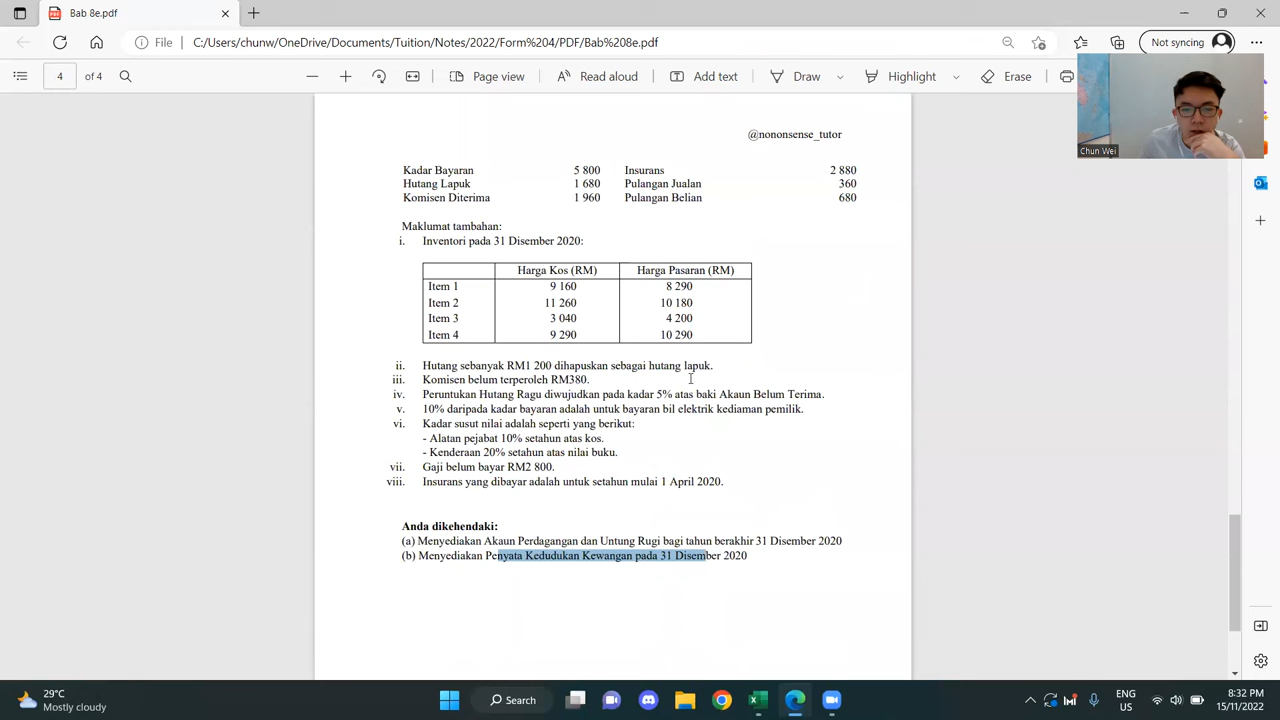 Bab 8e.pdf
File C:/Users/chunw/OneDrive/Documents/Tuition/Notes/2022/Form%204/PDF/Bab%208e.pdf Not syncing
4 of 4 Page view Read aloud Add text Draw Highlight Erase
Chun Wei
@nononsense_tutor
Kadar Bayaran 5 800 Insurans 2 880
Hutang Lapuk 1 680 Pulangan Jualan 360
Komisen Diterima 1 960 Pulangan Belian 680
Maklumat tambahan:
i. Inventori pada 31 Disember 2020:
Harga Kos (RM) Harga Pasaran (RM)
Item 1 9 160 8 290
Item 2 11 260 10 180
Item 3 3 040 4 200
Item 4 9 290 10 290
ii. Hutang sebanyak RM1 200 dihapuskan sebagai hutang lapuk.
iii. Komisen belum terperoleh RM380.
iv. Peruntukan Hutang Ragu diwujudkan pada kadar 5% atas baki Akaun Belum Terima.
v. 10% daripada kadar bayaran adalah untuk bayaran bil elektrik kediaman pemilik.
vi. Kadar susut nilai adalah seperti yang berikut:
- Alatan pejabat 10% setahun atas kos.
- Kenderaan 20% setahun atas nilai buku.
vii. Gaji belum bayar RM2 800.
viii. Insurans yang dibayar adalah untuk setahun mulai 1 April 2020.
Anda dikehendaki:
(a) Menyediakan Akaun Perdagangan dan Untung Rugi bagi tahun berakhir 31 Disember 2020
(b) Menyediakan Penyata Kedudukan Kewangan pada 31 Disember 2020
29°C
Mostly cloudy
Search
ENG
US
8:32 PM
15/11/2022